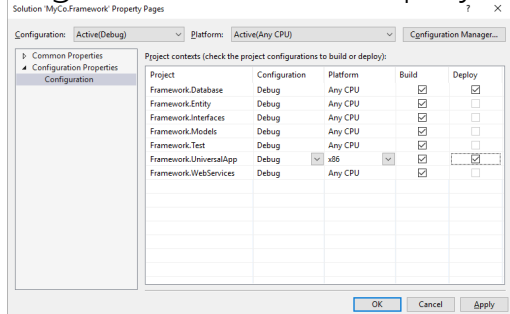 Solution 'MyCo.Framework' Property Pages ? ×
Configuration: Active(Debug) Platform: Active(Any CPU) Configuration Manager...
Common Properties
Configuration Properties
Configuration
Project contexts (check the project configurations to build or deploy):
Project Configuration Platform Build Deploy
Framework.Database Debug Any CPU
Framework.Entity Debug Any CPU
Framework.Interfaces Debug Any CPU
Framework.Models Debug Any CPU
Framework.Test Debug Any CPU
Framework.UniversalApp Debug x86
Framework.WebServices Debug Any CPU
OK Cancel Apply